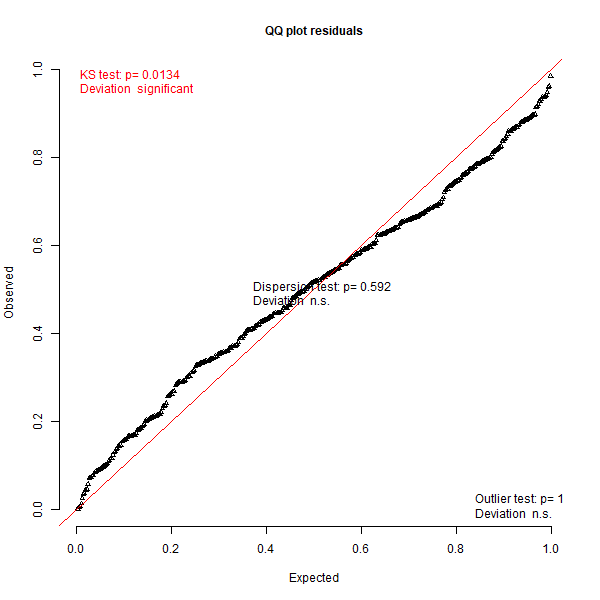 QQ plot residuals
KS test: p= 0.0134
Deviation significant
Dispersion test: p= 0.592
Deviation n.s.
Outlier test: p= 1
Deviation n.s.
Observed
0.0 0.2 0.4 0.6 0.8 1.0
0.0 0.2 0.4 0.6 0.8 1.0
Expected